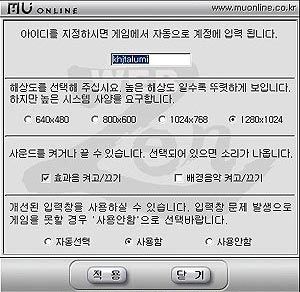 MU ONLINE www.muonline.co.kr
아이디를 지정하시면 게임에서 자동으로 계정에 입력 됩니다.
khjtalumi
해상도를 선택해 주십시요. 높은 해상도 일수록 뚜렷하게 보입니다.
하지만 높은 시스템 사양을 요구합니다.
640x480 800x600 1024x768 1280x1024
사운드를 켜거나 끌 수 있습니다. 선택되어 있으면 소리가 나옵니다.
효과음 켜고/끄기 배경음악 켜고/끄기
개선된 입력창을 사용하실 수 있습니다. 입력창 문제 발생으로
게임을 못할 경우 '사용안함'으로 선택바랍니다.
자동선택 사용함 사용안함
적 용 닫 기